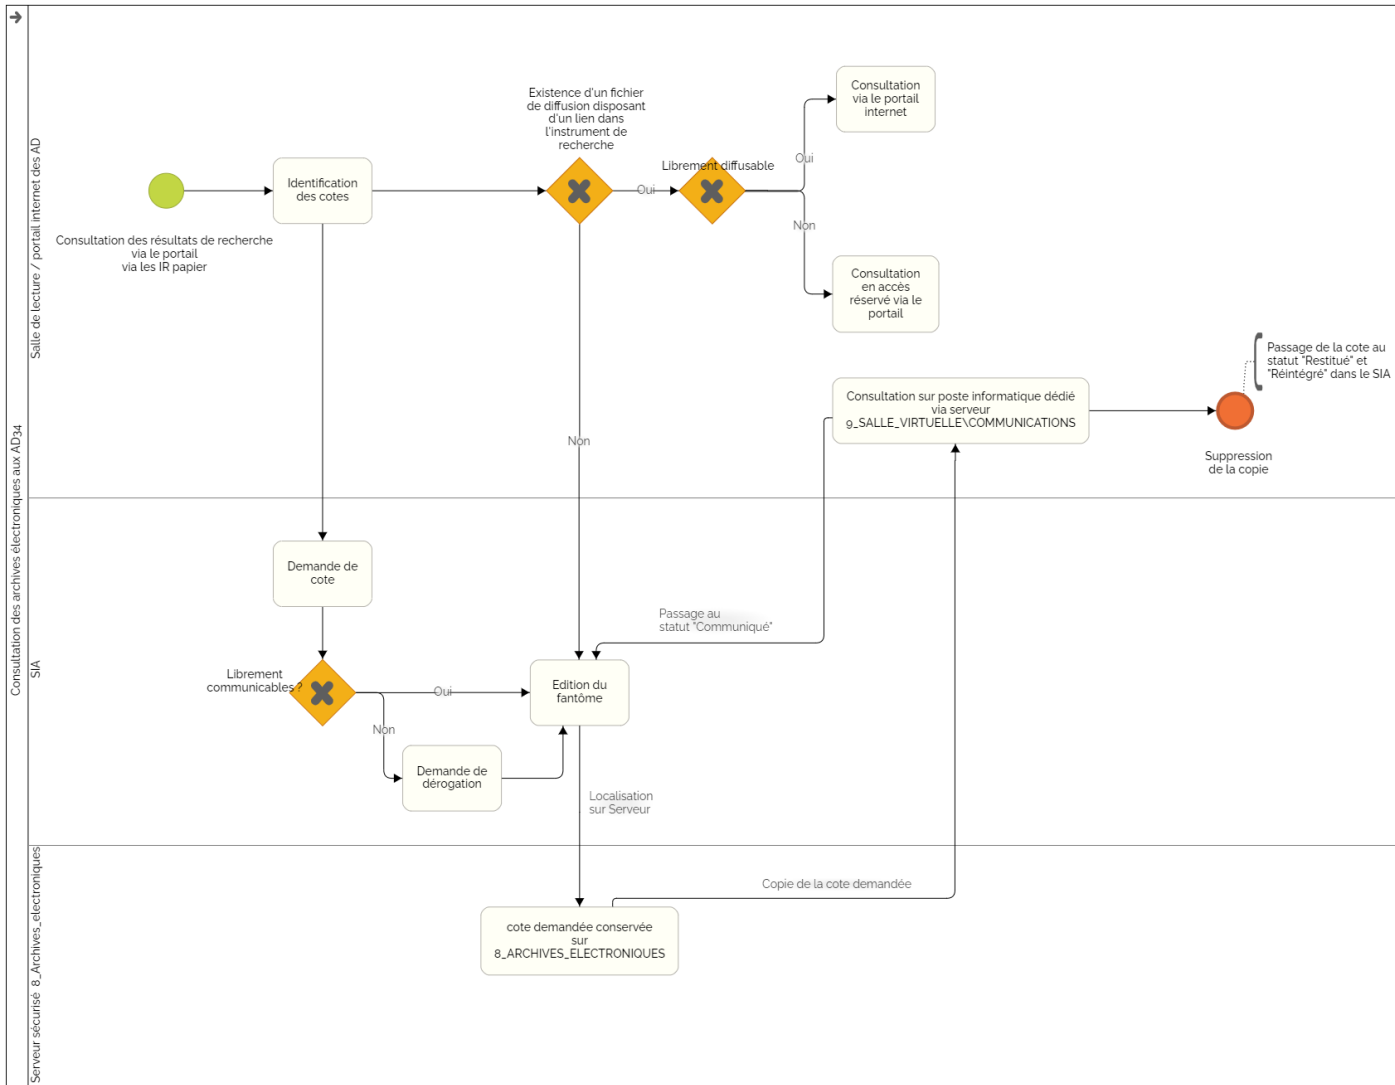 Consultation des archives électroniques aux AD34
Salle de lecture / portail internet des AD
Existence d'un fichier
de diffusion disposant
d'un lien dans
l'instrument de
recherche
Consultation
via le portail
internet
Librement diffusable
Oui
Oui
Identification
des cotes
Non
Consultation des résultats de recherche
via le portail
via les IR papier
Consultation
en accès
réservé via le
portail
Passage de la cote au
statut "Restitué" et
"Réintégré" dans le SIA
Consultation sur poste informatique dédié
via serveur
9_SALLE_VIRTUELLE\COMMUNICATIONS
Non
Suppression
de la copie
SIA
Demande de
cote
Passage au
statut "Communiqué"
Librement
communicables ?
Oui
Edition du
fantôme
Non
Demande de
dérogation
Localisation
sur Serveur
Serveur sécurisé 8_Archives_electroniques
Copie de la cote demandée
cote demandée conservée
sur
8_ARCHIVES_ELECTRONIQUES